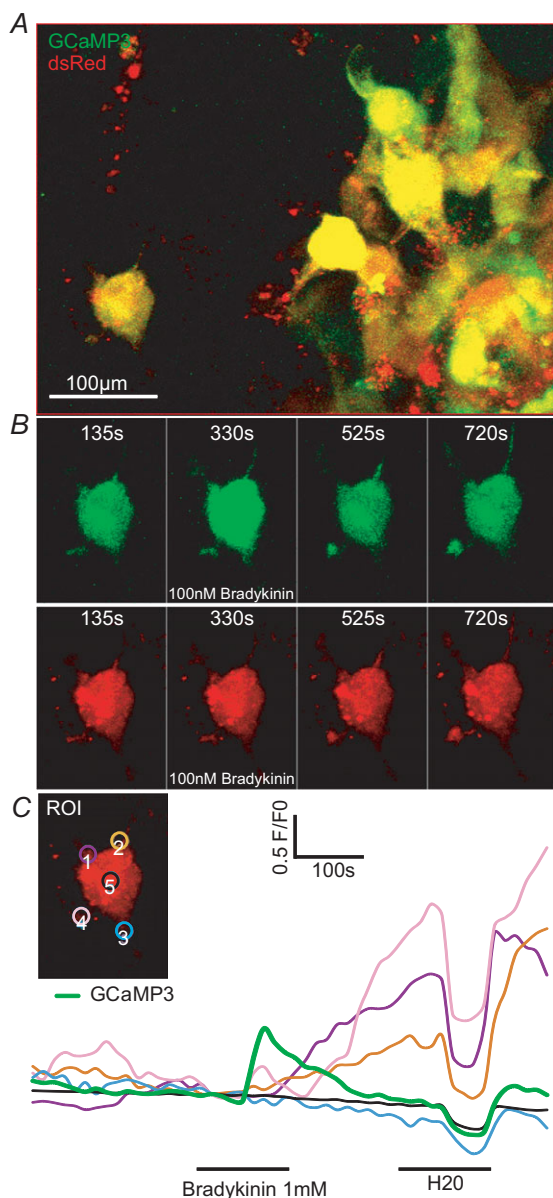 A
GCaMP3
dsRed
100µm
B
135s 330s 525s 720s
100nM Bradykinin
135s 330s 525s 720s
100nM Bradykinin
C
ROI
1 2
5
4 3
0.5 F/F0
100s
GCaMP3
Bradykinin 1mM
H20